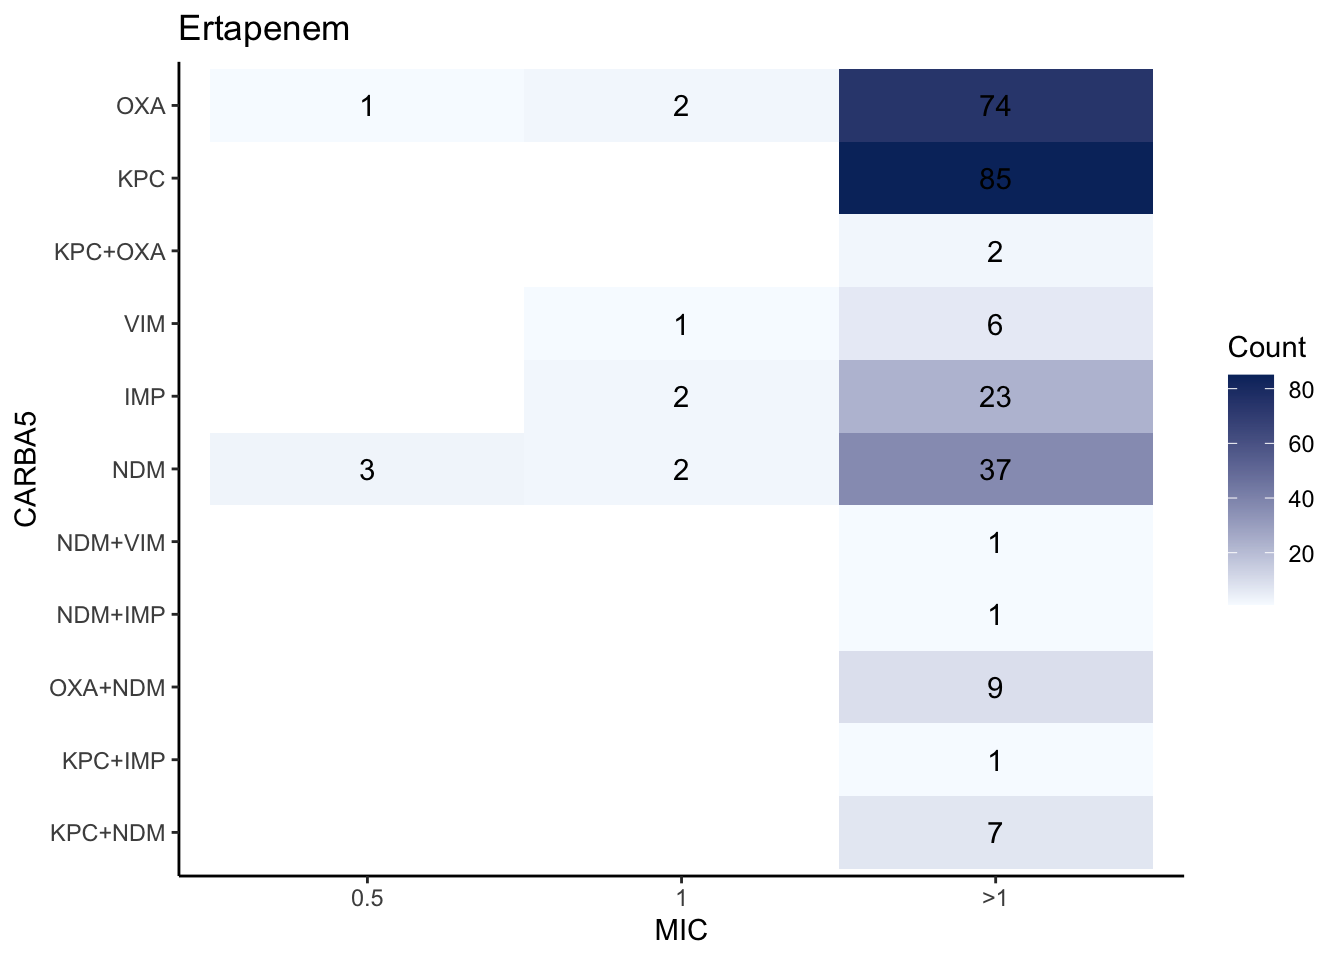 Ertapenem
OXA 1 2 74
KPC 85
KPC+OXA 2
VIM 1 6
IMP 2 23
NDM 3 2 37
NDM+VIM 1
NDM+IMP 1
OXA+NDM 9
KPC+IMP 1
KPC+NDM 7
0.5 1 >1
MIC
CARBA5
Count
80
60
40
20